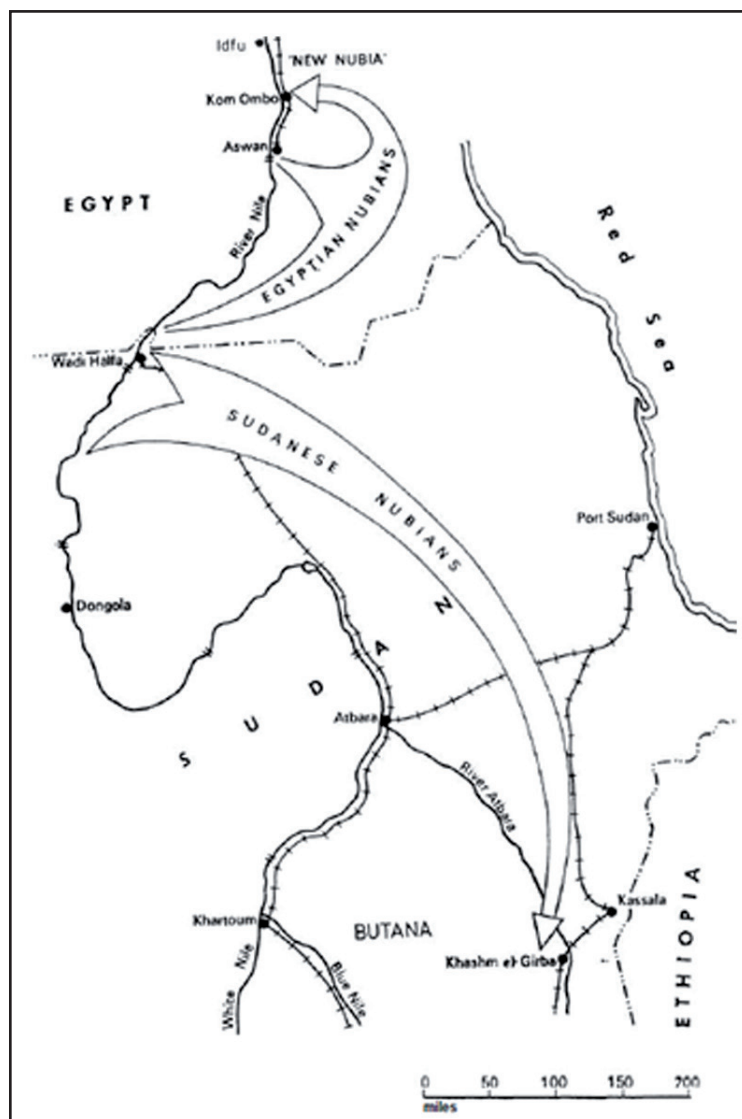 Idfu
"NEW NUBIA"
Kom Ombo
Aswan
EGYPT
River Nile
EGYPTIAN NUBIANS
Red Sea
Wadi Halfa
SUDANESE NUBIANS
Port Sudan
Dongola
SUDAN
Atbara
River Atbara
Kassala
Khartoum
BUTANA
Khashm el-Girba
ETHIOPIA
White Nile
Blue Nile
0 50 100 150 200
miles